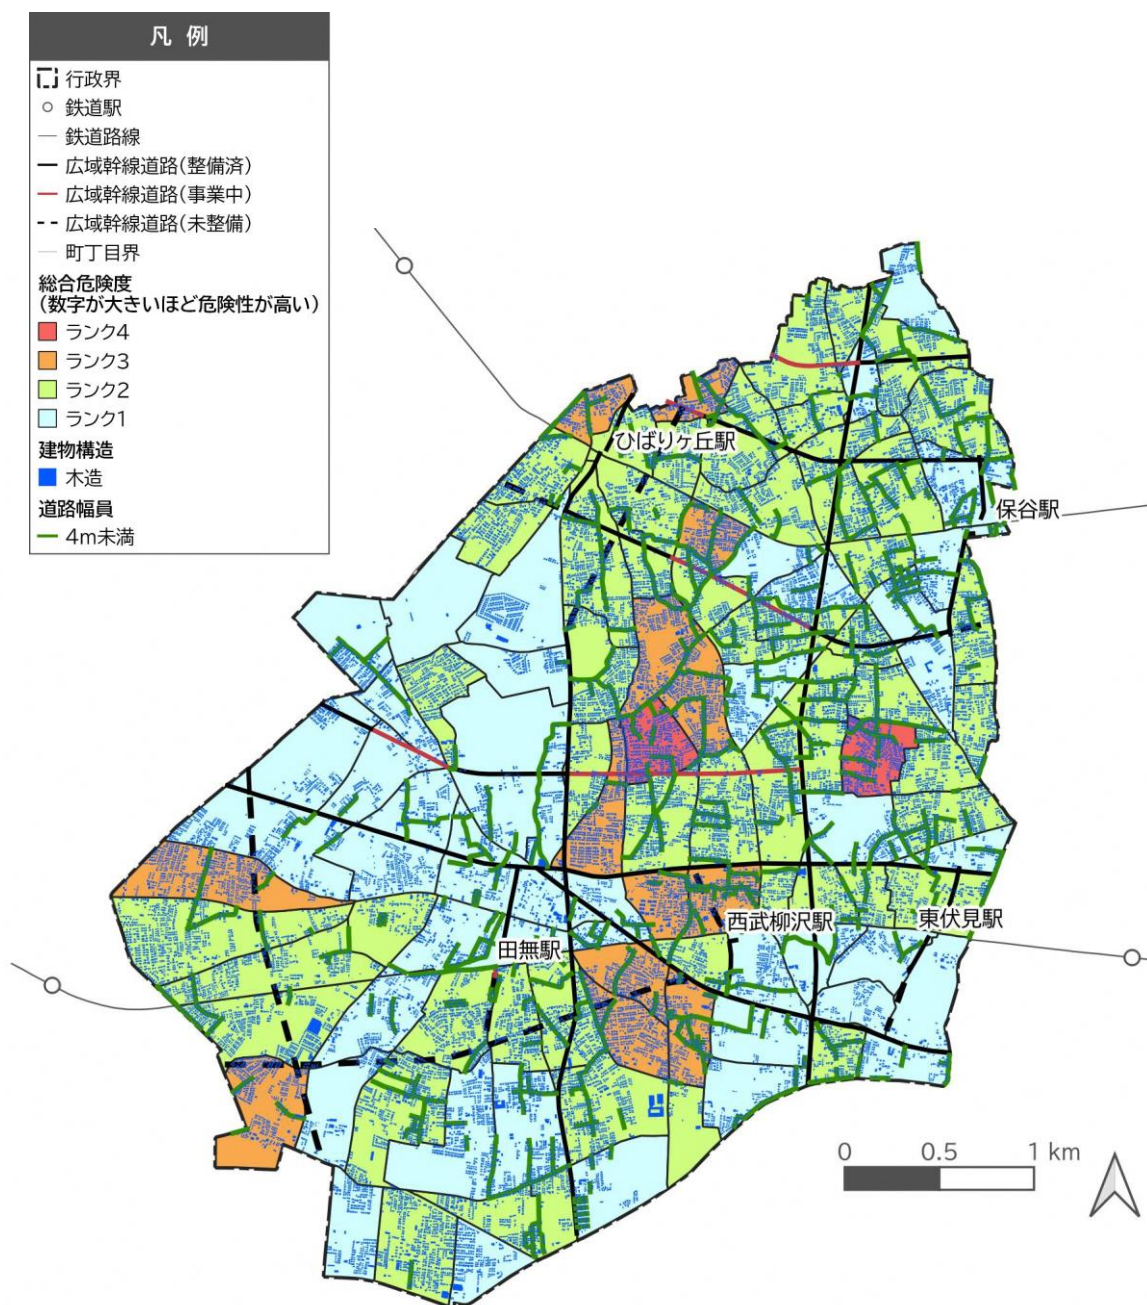 凡 例
行政界
鉄道駅
鉄道路線
広域幹線道路(整備済)
広域幹線道路(事業中)
広域幹線道路(未整備)
町丁目界
総合危険度
(数字が大きいほど危険性が高い)
ランク4
ランク3
ランク2
ランク1
建物構造
木造
道路幅員
4m未満
ひばりヶ丘駅
保谷駅
西武柳沢駅
東伏見駅
田無駅
0 0.5 1 km